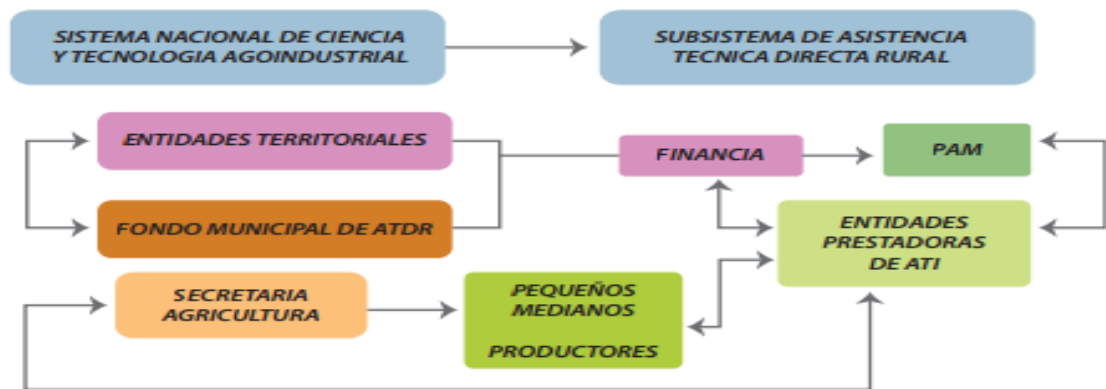 SISTEMA NACIONAL DE CIENCIA
Y TECNOLOGIA AGOINDUSTRIAL
SUBSISTEMA DE ASISTENCIA
TECNICA DIRECTA RURAL
ENTIDADES TERRITORIALES
FINANCIA
PAM
FONDO MUNICIPAL DE ATDR
ENTIDADES
PRESTADORAS
DE ATI
SECRETARIA
AGRICULTURA
PEQUEÑOS
MEDIANOS
PRODUCTORES